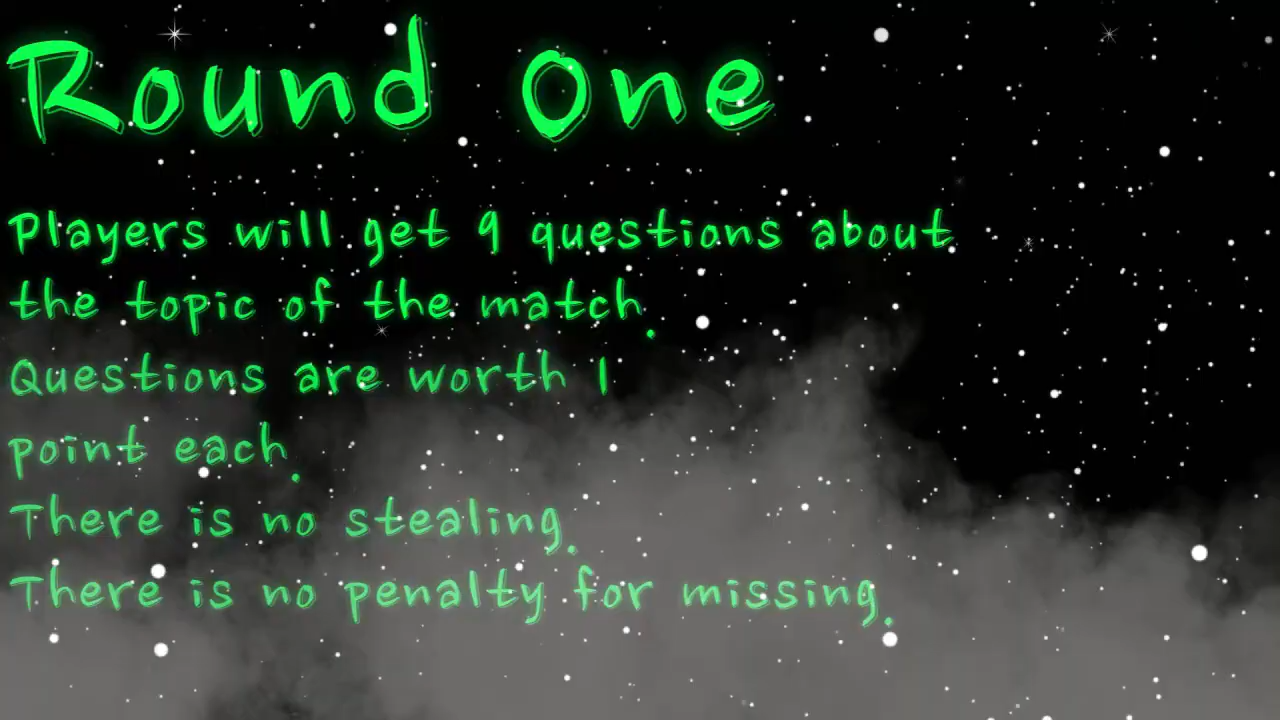 Round One
Players will get 9 questions about
the topic of the match.
Questions are worth 1
point each.
There is no stealing.
There is no penalty for missing.